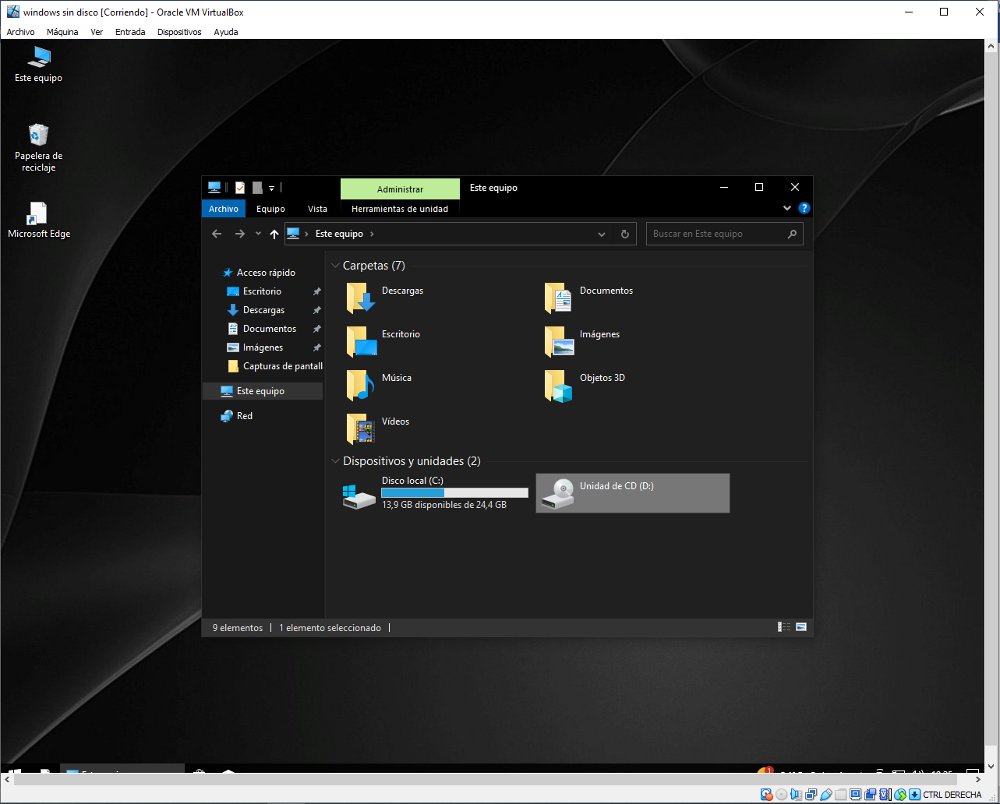 windows sin disco [Corriendo] - Oracle VM VirtualBox
Archivo Máquina Ver Entrada Dispositivos Ayuda
Este equipo
Papelera de
reciclaje
Microsoft Edge
Administrar Este equipo
Archivo Equipo Vista Herramientas de unidad
Este equipo
Buscar en Este equipo
Acceso rápido
Escritorio
Descargas
Documentos
Imágenes
Capturas de pantall
Este equipo
Red
Carpetas (7)
Descargas
Documentos
Escritorio
Imágenes
Música
Objetos 3D
Vídeos
Dispositivos y unidades (2)
Disco local (C:)
13,9 GB disponibles de 24,4 GB
Unidad de CD (D:)
9 elementos 1 elemento seleccionado
1
CTRL DERECHA